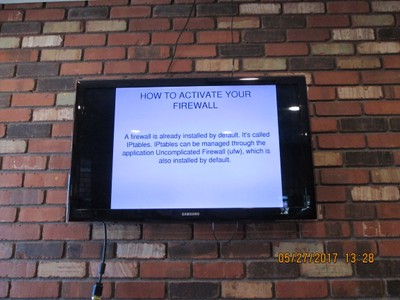 HOW TO ACTIVATE YOUR
FIREWALL
A firewall is already installed by default. It's called
IPtables. IPtables can be managed through the
application Uncomplicated Firewall (ufw), which is
also installed by default.
SAMSUNG
05/27/2017 13:28